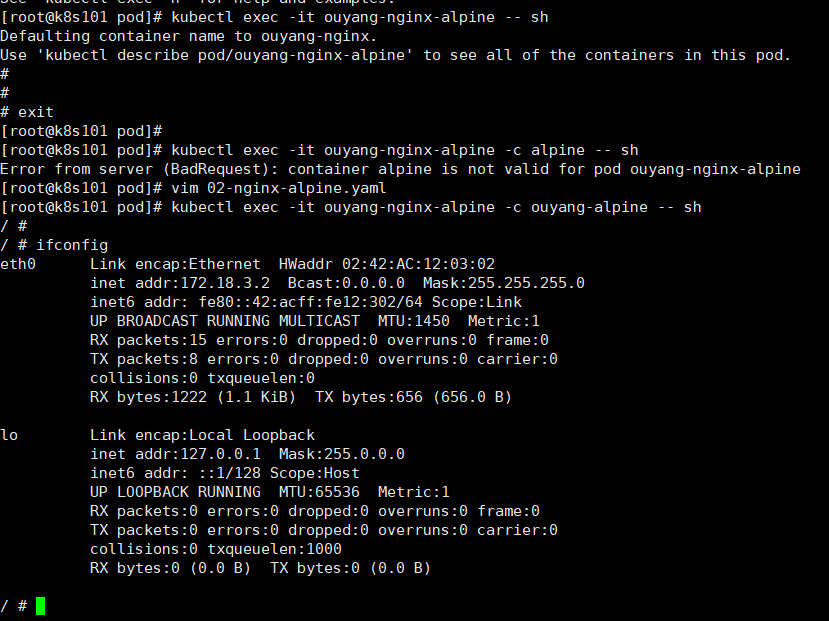 See 'kubectl exec -h' for help and examples.
[root@k8s101 pod]# kubectl exec -it ouyang-nginx-alpine -- sh
Defaulting container name to ouyang-nginx.
Use 'kubectl describe pod/ouyang-nginx-alpine' to see all of the containers in this pod.
#
#
# exit
[root@k8s101 pod]#
[root@k8s101 pod]# kubectl exec -it ouyang-nginx-alpine -c alpine -- sh
Error from server (BadRequest): container alpine is not valid for pod ouyang-nginx-alpine
[root@k8s101 pod]# vim 02-nginx-alpine.yaml
[root@k8s101 pod]# kubectl exec -it ouyang-nginx-alpine -c ouyang-alpine -- sh
/ #
/ # ifconfig
eth0      Link encap:Ethernet  HWaddr 02:42:AC:12:03:02
          inet addr:172.18.3.2  Bcast:0.0.0.0  Mask:255.255.255.0
          inet6 addr: fe80::42:acff:fe12:302/64 Scope:Link
          UP BROADCAST RUNNING MULTICAST  MTU:1450  Metric:1
          RX packets:15 errors:0 dropped:0 overruns:0 frame:0
          TX packets:8 errors:0 dropped:0 overruns:0 carrier:0
          collisions:0 txqueuelen:0
          RX bytes:1222 (1.1 KiB)  TX bytes:656 (656.0 B)

lo        Link encap:Local Loopback
          inet addr:127.0.0.1  Mask:255.0.0.0
          inet6 addr: ::1/128 Scope:Host
          UP LOOPBACK RUNNING  MTU:65536  Metric:1
          RX packets:0 errors:0 dropped:0 overruns:0 frame:0
          TX packets:0 errors:0 dropped:0 overruns:0 carrier:0
          collisions:0 txqueuelen:1000
          RX bytes:0 (0.0 B)  TX bytes:0 (0.0 B)

/ #